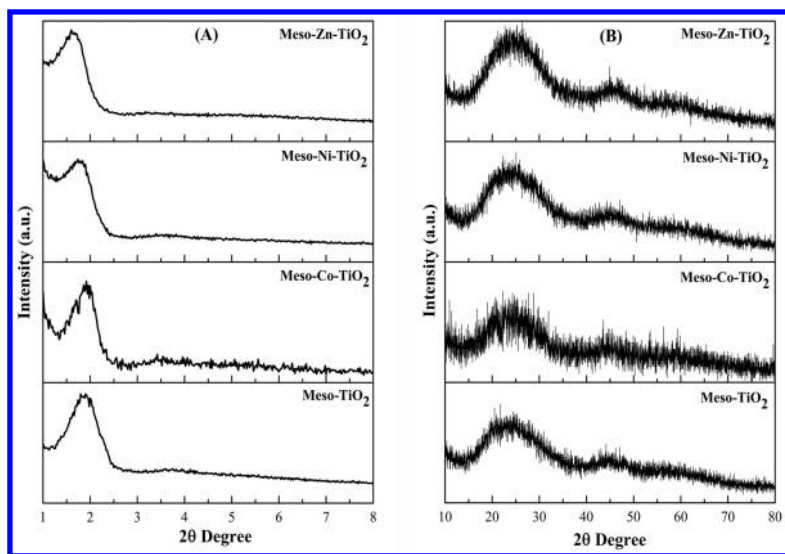 (A)
Meso-Zn-TiO2
Meso-Ni-TiO2
Meso-Co-TiO2
Meso-TiO2
Intensity (a.u.)
1 2 3 4 5 6 7 8
2θ Degree
(B)
Meso-Zn-TiO2
Meso-Ni-TiO2
Meso-Co-TiO2
Meso-TiO2
Intensity (a.u.)
10 20 30 40 50 60 70 80
2θ Degree